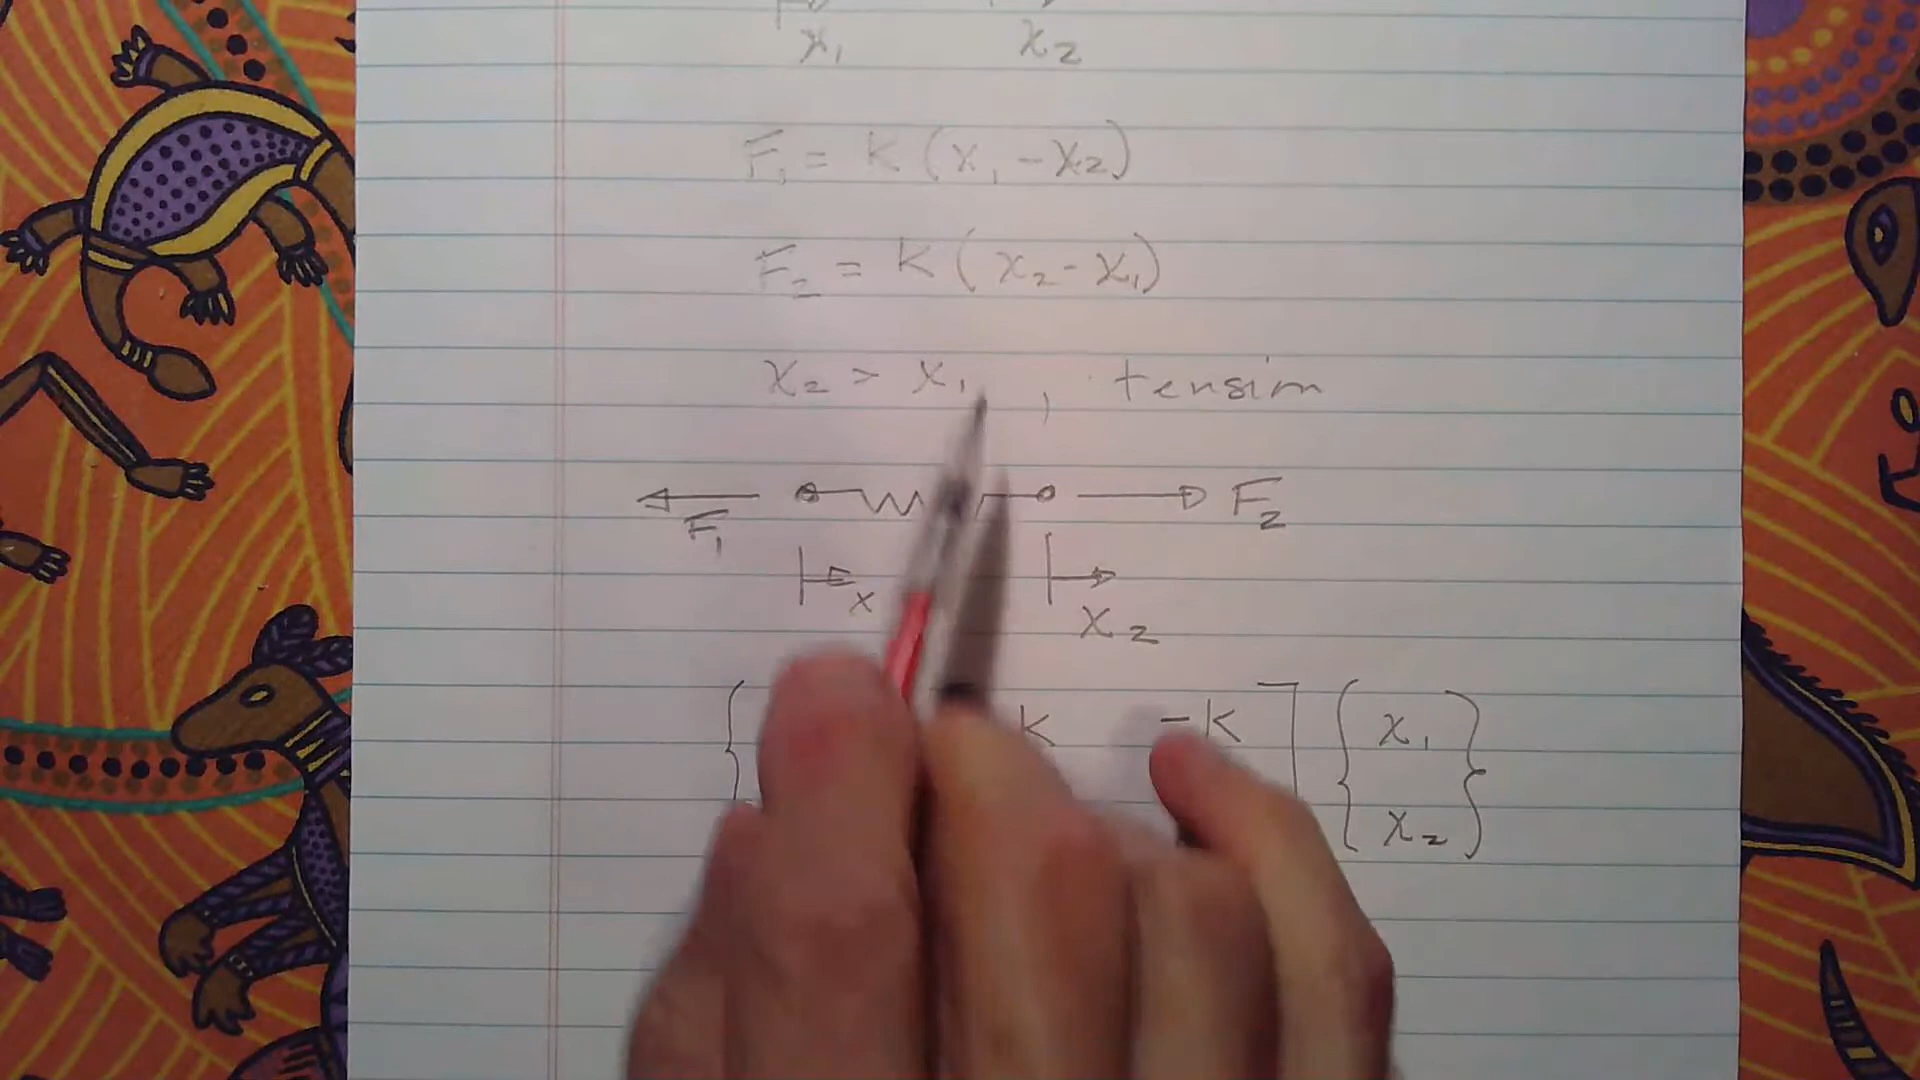 x₁ x₂
F₁ = K (x₁ - x₂)
F₂ = K (x₂ - x₁)
x₂ > x₁ , tension
F₁ F₂
x x₂
{ K -K ] { x₁ }
x₂